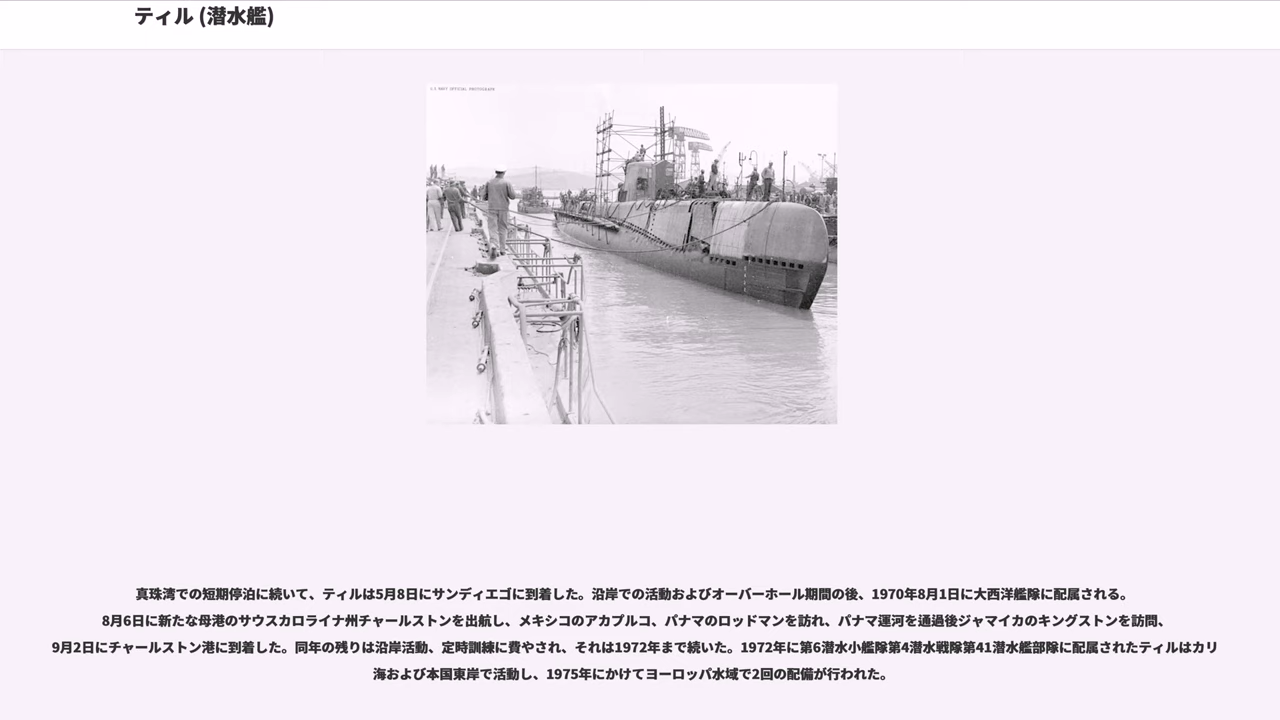 ティル (潜水艦)
U.S NAVY OFFICIAL PHOTOGRAPH
真珠湾での短期停泊に続いて、ティルは5月8日にサンディエゴに到着した。沿岸での活動およびオーバーホール期間の後、1970年8月1日に大西洋艦隊に配属される。
8月6日に新たな母港のサウスカロライナ州チャールストンを出航し、メキシコのアカプルコ、パナマのロッドマンを訪れ、パナマ運河を通過後ジャマイカのキングストンを訪問、
9月2日にチャールストン港に到着した。同年の残りは沿岸活動、定時訓練に費やされ、それは1972年まで続いた。1972年に第6潜水小艦隊第4潜水戦隊第41潜水艦部隊に配属されたティルはカリ
海および本国東岸で活動し、1975年にかけてヨーロッパ水域で2回の配備が行われた。